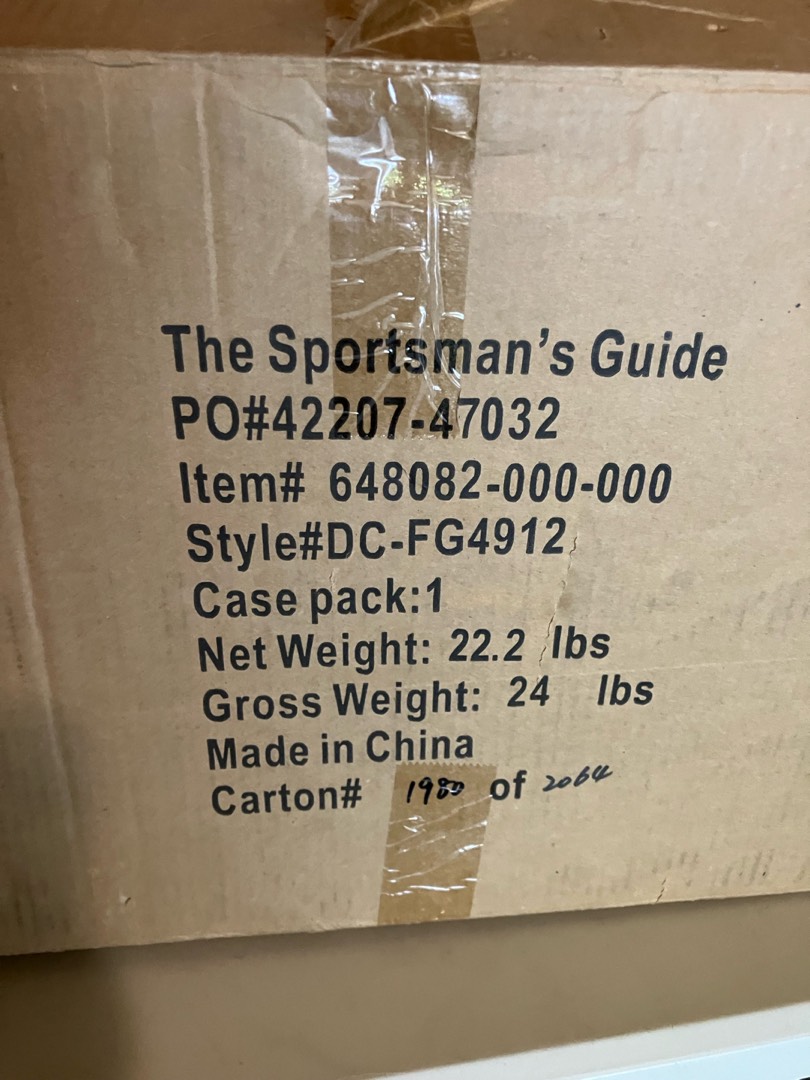 The Sportsman's Guide
PO#42207-47032
Item# 648082-000-000
Style#DC-FG4912
Case pack:1
Net Weight: 22.2 lbs
Gross Weight: 24 lbs
Made in China
Carton# 1980 of 2064